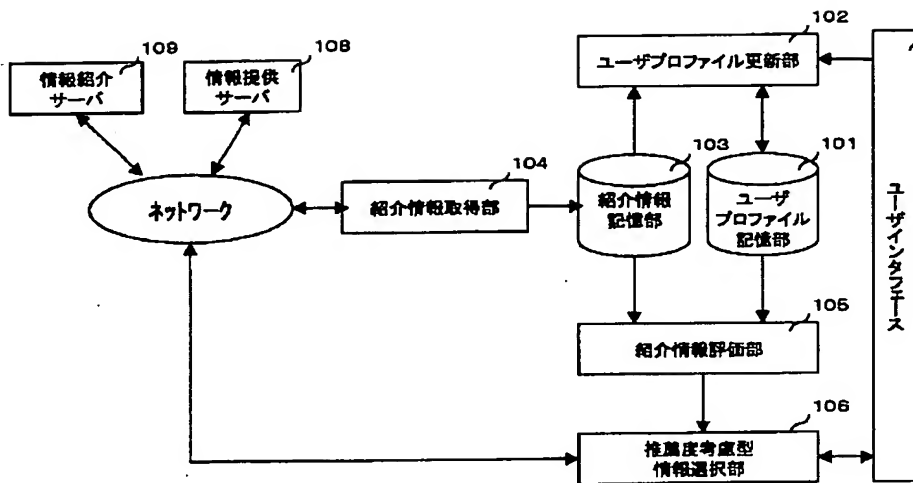 109
情報紹介
サーバ
108
情報提供
サーバ
102
ユーザプロファイル更新部
104
紹介情報取得部
ネットワーク
103
紹介情報
記憶部
101
ユーザ
プロファイル
記憶部
ユーザインタフェース
105
紹介情報評価部
106
推薦度考慮型
情報選択部